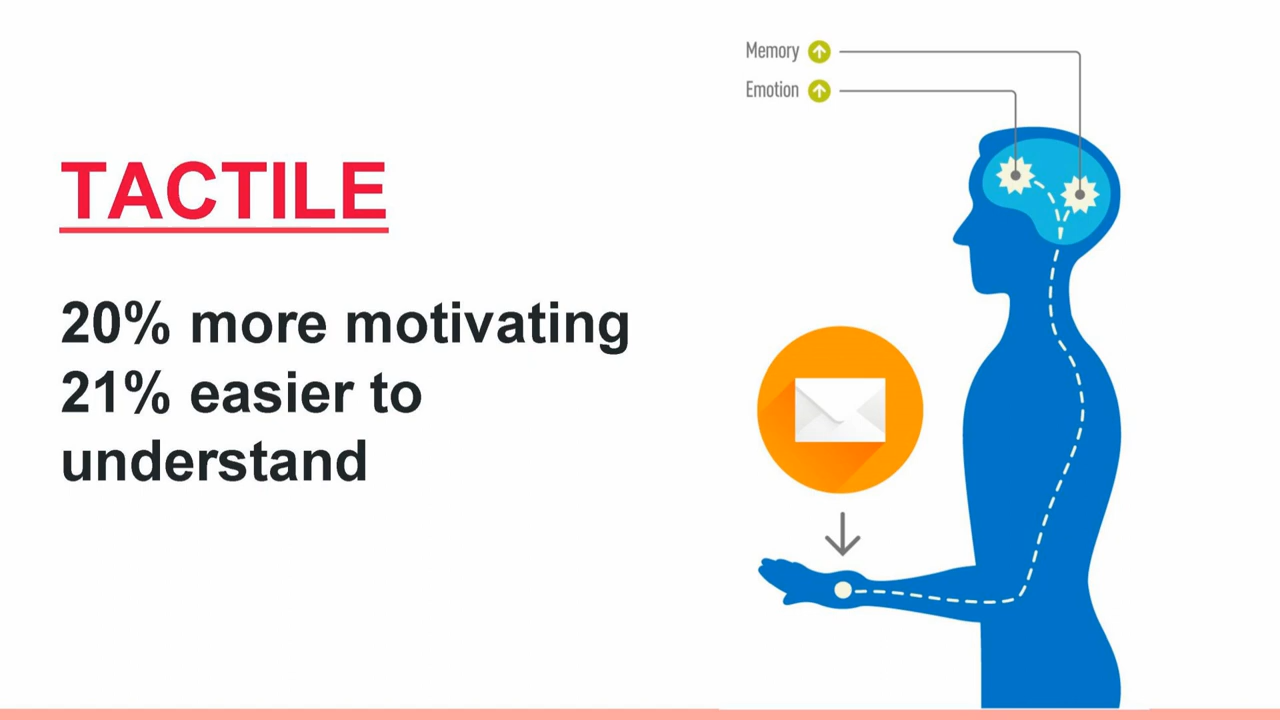 TACTILE
20% more motivating
21% easier to
understand
Memory
Emotion